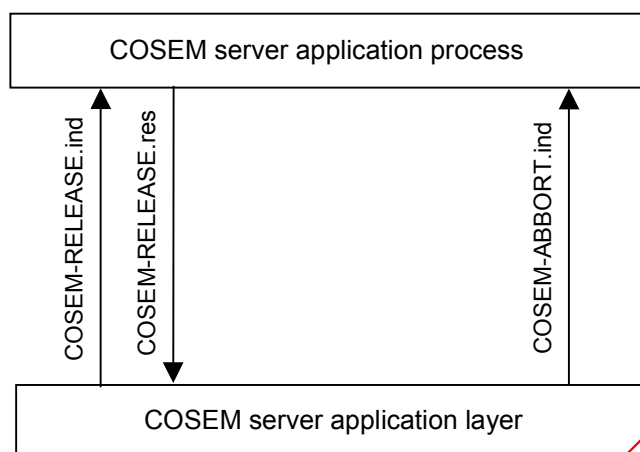 COSEM server application process
COSEM-RELEASE.ind
COSEM-RELEASE.res
COSEM-ABBORT.ind
COSEM server application layer